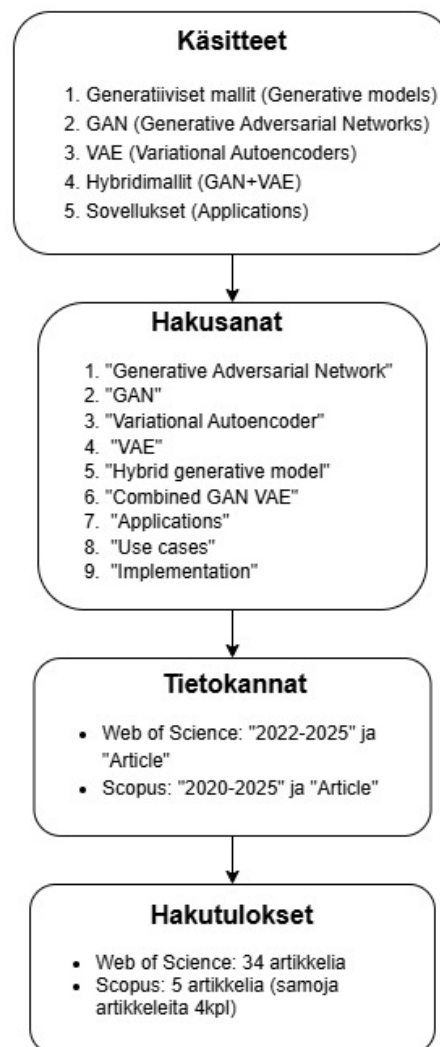 Käsitteet
1. Generatiiviset mallit (Generative models)
2. GAN (Generative Adversarial Networks)
3. VAE (Variational Autoencoders)
4. Hybridimallit (GAN+VAE)
5. Sovellukset (Applications)
Hakusanat
1. "Generative Adversarial Network"
2. "GAN"
3. "Variational Autoencoder"
4. "VAE"
5. "Hybrid generative model"
6. "Combined GAN VAE"
7. "Applications"
8. "Use cases"
9. "Implementation"
Tietokannat
• Web of Science: "2022-2025" ja
"Article"
• Scopus: "2020-2025" ja "Article"
Hakutulokset
• Web of Science: 34 artikkelia
• Scopus: 5 artikkelia (samoja
artikkeleita 4kpl)